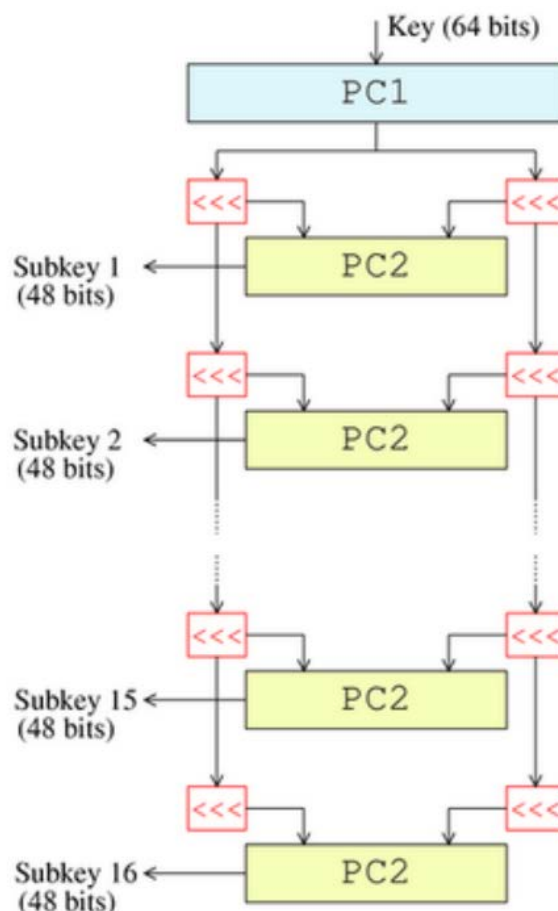 Key (64 bits)
PC1
<<< <<<
PC2
Subkey 1
(48 bits)
<<< <<<
PC2
Subkey 2
(48 bits)
<<< <<<
PC2
Subkey 15
(48 bits)
<<< <<<
PC2
Subkey 16
(48 bits)